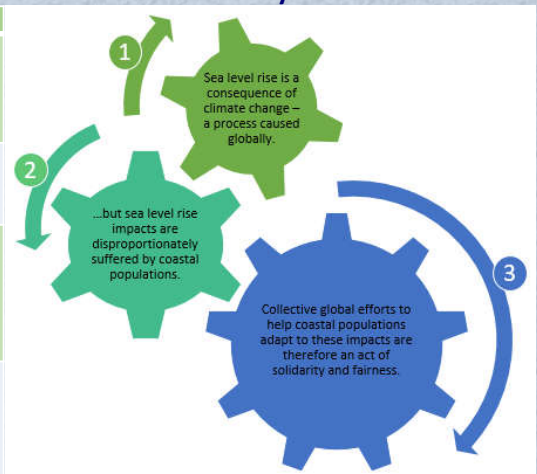 1
Sea level rise is a
consequence of
climate change –
a process caused
globally.
2
...but sea level rise
impacts are
disproportionately
suffered by coastal
populations.
3
Collective global efforts to
help coastal populations
adapt to these impacts are
therefore an act of
solidarity and fairness.